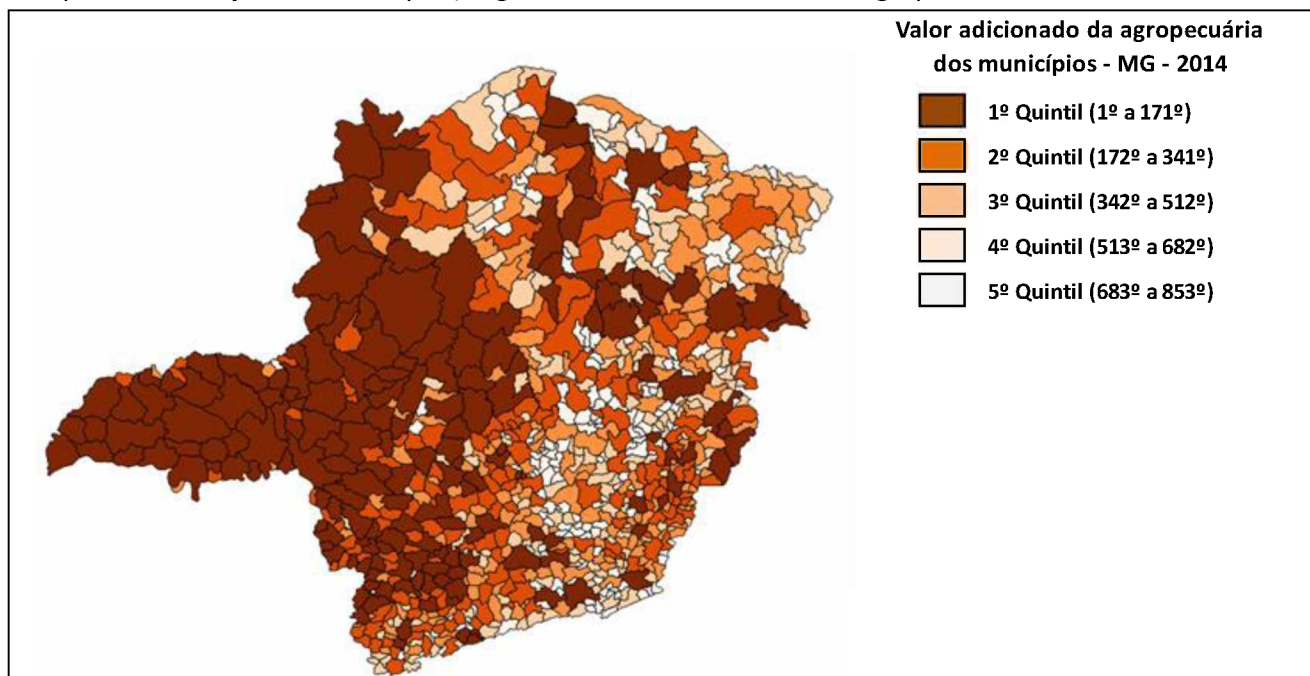 Valor adicionado da agropecuária
dos municípios - MG - 2014
1º Quintil (1º a 171º)
2º Quintil (172º a 341º)
3º Quintil (342º a 512º)
4º Quintil (513º a 682º)
5º Quintil (683º a 853º)